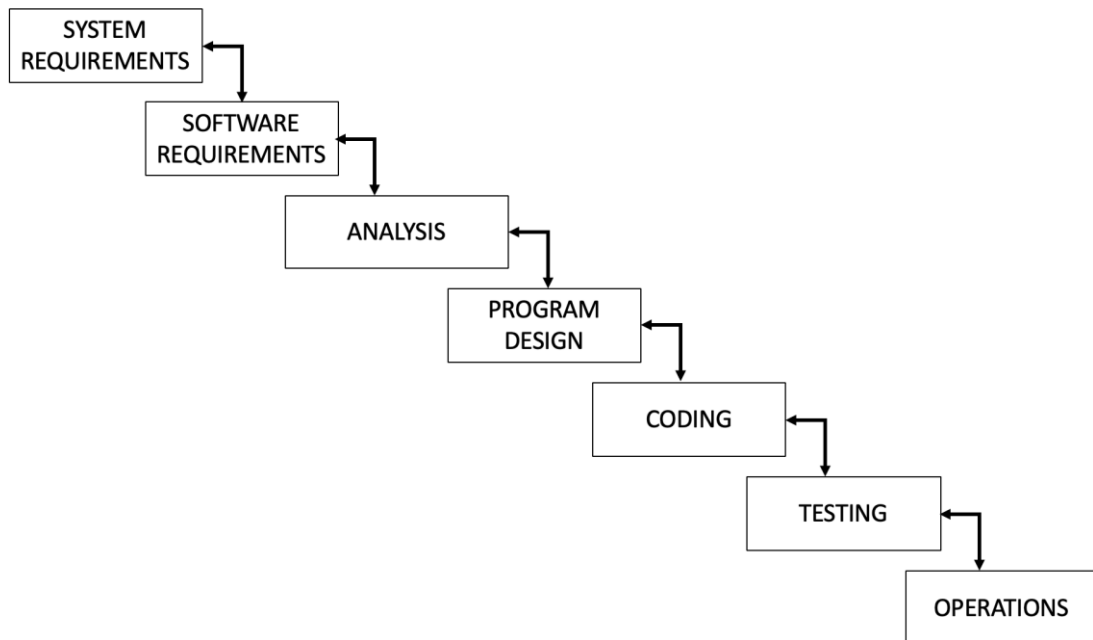 SYSTEM
REQUIREMENTS
SOFTWARE
REQUIREMENTS
ANALYSIS
PROGRAM
DESIGN
CODING
TESTING
OPERATIONS